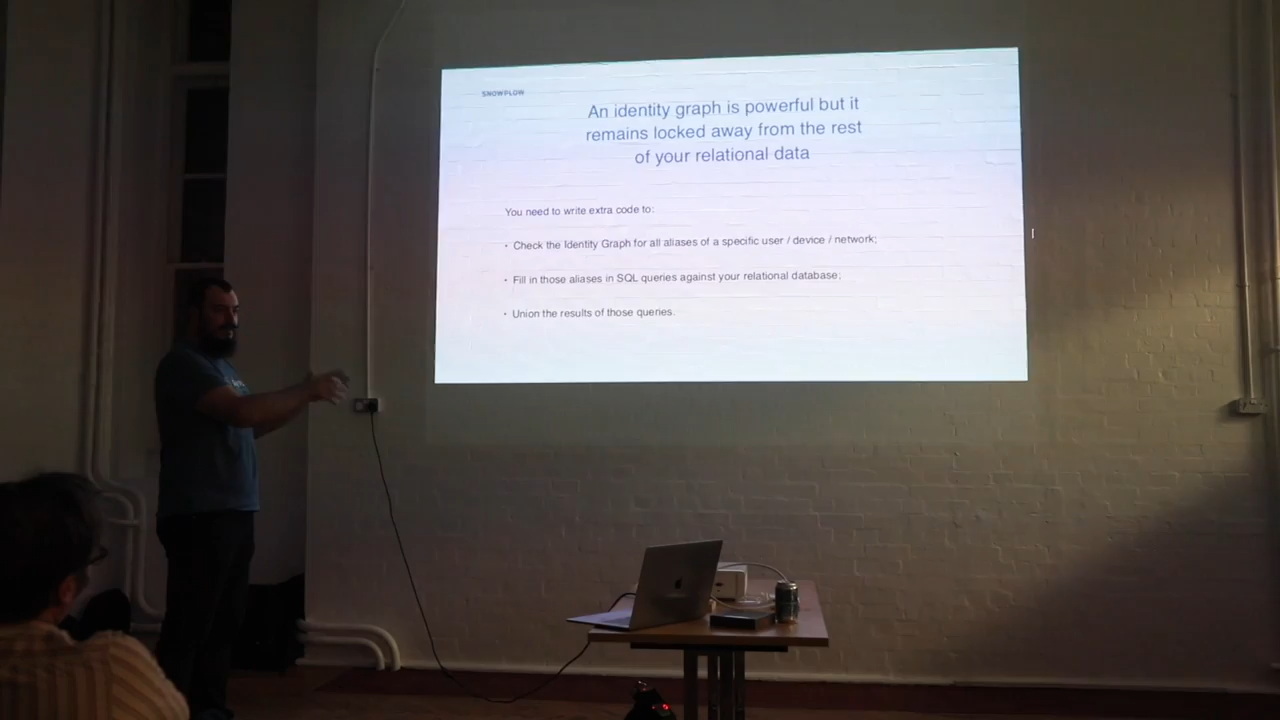 SNOWPLOW
An identity graph is powerful but it
remains locked away from the rest
of your relational data
You need to write extra code to:
• Check the Identity Graph for all aliases of a specific user / device / network;
• Fill in those aliases in SQL queries against your relational database;
• Union the results of those queries.